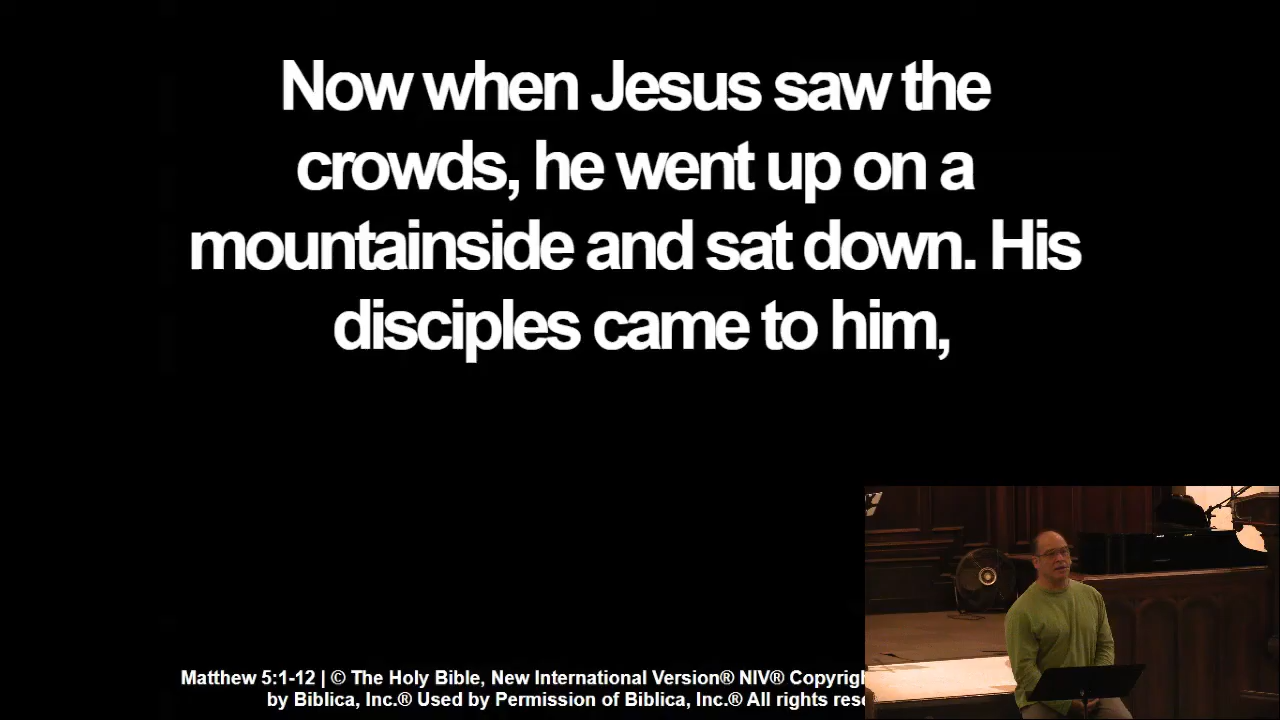 Now when Jesus saw the
crowds, he went up on a
mountainside and sat down. His
disciples came to him,
Matthew 5:1-12 | © The Holy Bible, New International Version® NIV® Copyrigh
by Biblica, Inc.® Used by Permission of Biblica, Inc.® All rights rese